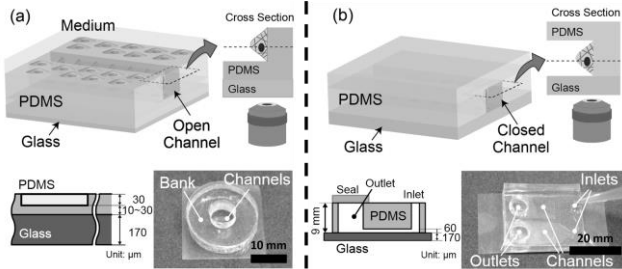 (a)
Medium
Cross Section
PDMS
Glass
PDMS
Glass
Open
Channel
PDMS
30
10~30
Glass
170
Unit: µm
Bank
Channels
10 mm
(b)
Cross Section
PDMS
PDMS
Glass
PDMS
Glass
Closed
Channel
Seal
Outlet
Inlet
9 mm
PDMS
60
170
Glass
Unit: µm
Inlets
20 mm
Outlets
Channels